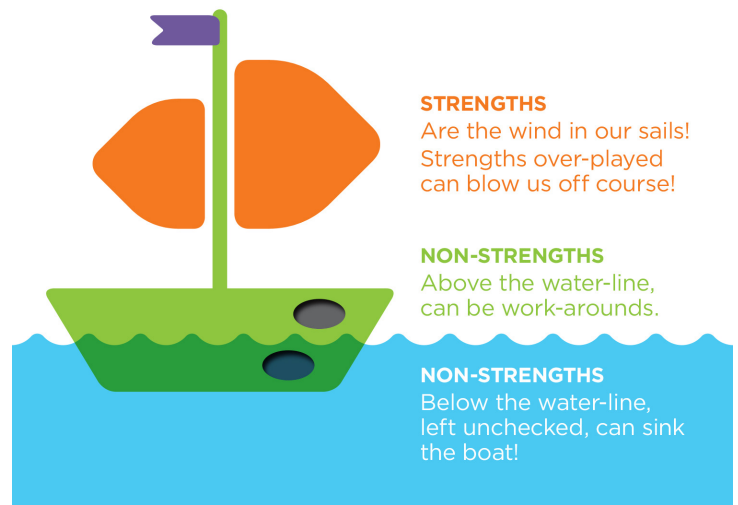 STRENGTHS
Are the wind in our sails!
Strengths over-played
can blow us off course!
NON-STRENGTHS
Above the water-line,
can be work-arounds.
NON-STRENGTHS
Below the water-line,
left unchecked, can sink
the boat!